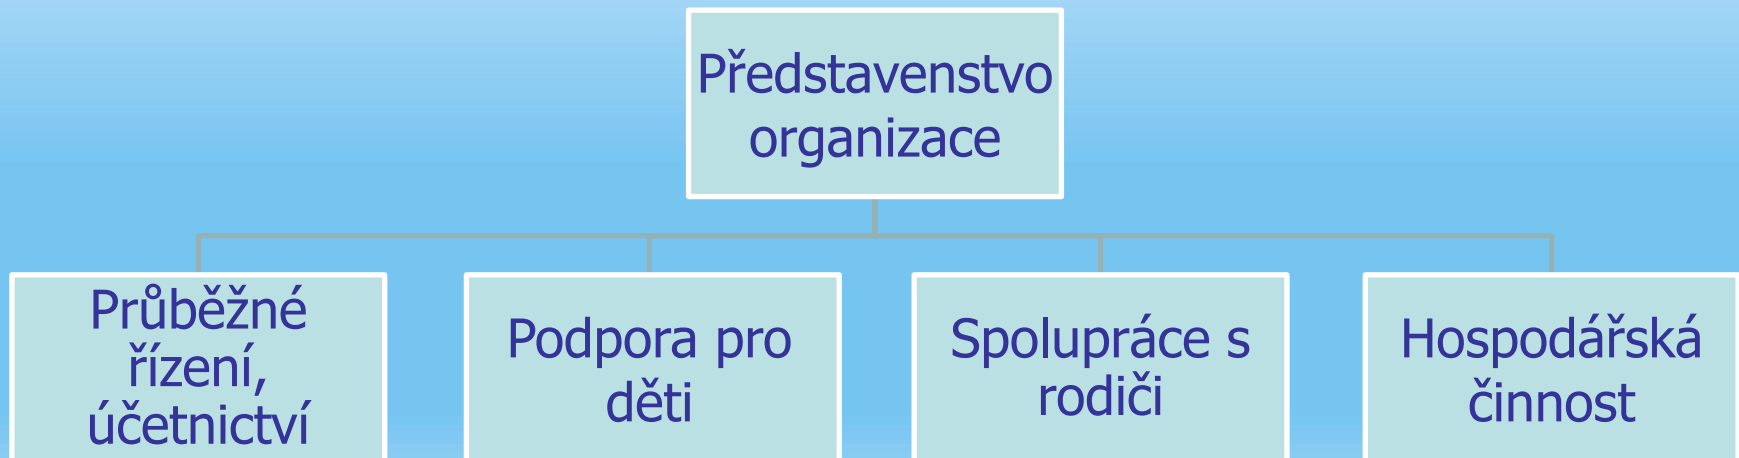 Představenstvo
organizace
Průběžné
řízení,
účetnictví
Podpora pro
děti
Spolupráce s
rodiči
Hospodářská
činnost